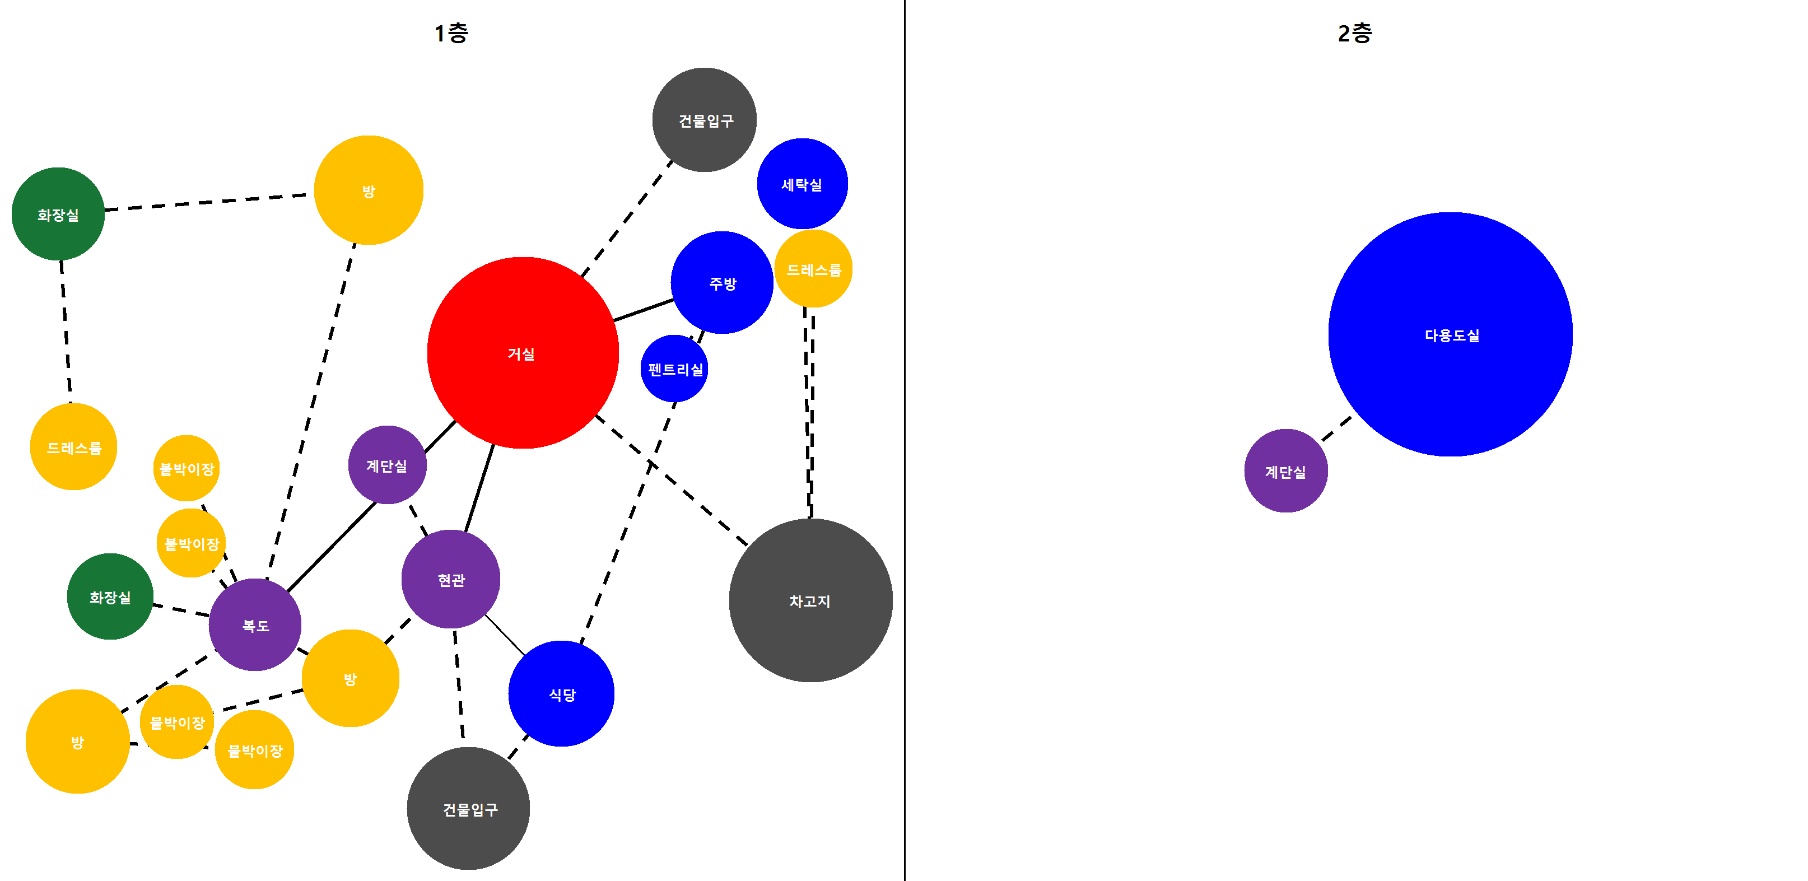 1층
2층
건물입구
세탁실
방
화장실
드레스룸
주방
다용도실
거실
펜트리실
드레스룸
붙박이장
계단실
계단실
붙박이장
현관
화장실
차고지
복도
방
식당
붙박이장
방
붙박이장
건물입구